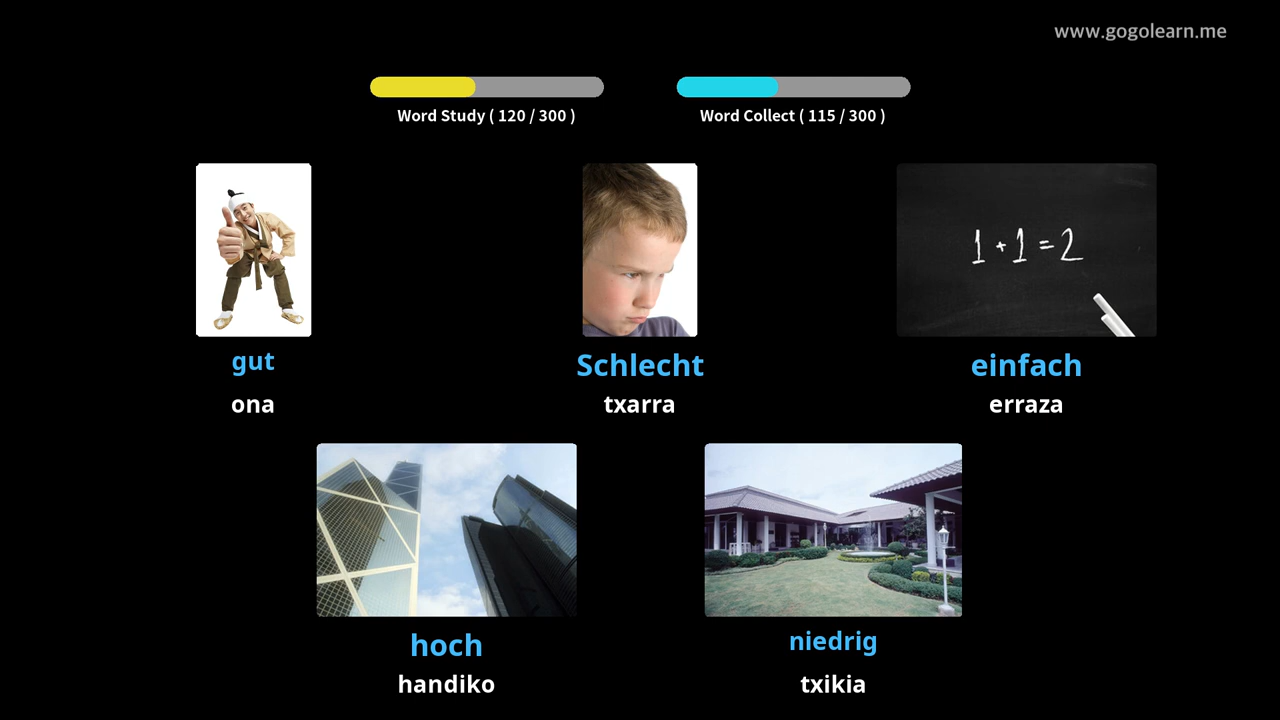 www.gogolearn.me
Word Study ( 120 / 300 )
Word Collect ( 115 / 300 )
1 + 1 = 2
gut
Schlecht
einfach
ona
txarra
erraza
hoch
niedrig
handiko
txikia